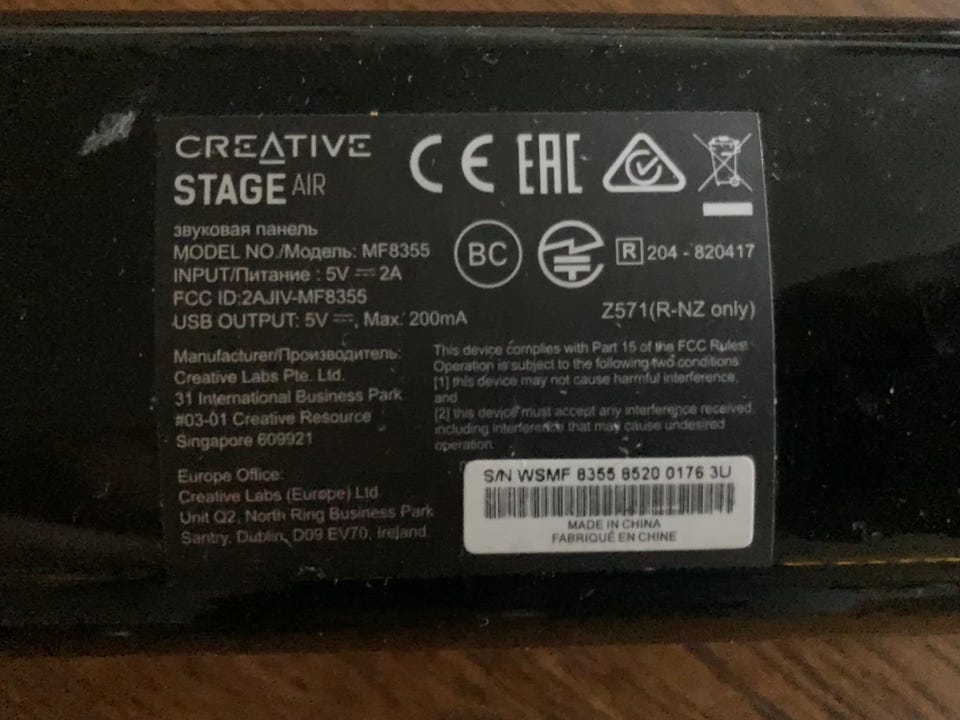 CREATIVE
STAGE AIR
звуковая панель
MODEL NO./Модель: MF8355
INPUT/Питание : 5V ⎓ 2A
FCC ID:2AJIV-MF8355
USB OUTPUT: 5V ⎓, Max. 200mA
CE EAC
BC
R 204 - 820417
Z571(R-NZ only)
Manufacturer/Производитель:
Creative Labs Pte. Ltd.
31 International Business Park
#03-01 Creative Resource
Singapore 609921
Europe Office:
Creative Labs (Europe) Ltd.
Unit Q2, North Ring Business Park
Santry, Dublin, D09 EV70, Ireland.
This device complies with Part 15 of the FCC Rules.
Operation is subject to the following two conditions:
[1] this device may not cause harmful interference,
and
[2] this device must accept any interference received,
including interference that may cause undesired
operation.
S/N WSMF 8355 8520 0176 3U
MADE IN CHINA
FABRIQUÉ EN CHINE